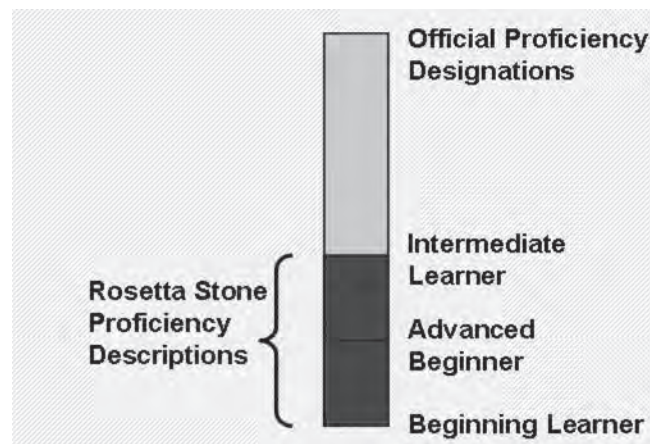 Official Proficiency
Designations
Intermediate
Learner
Rosetta Stone
Proficiency
Descriptions
Advanced
Beginner
Beginning Learner